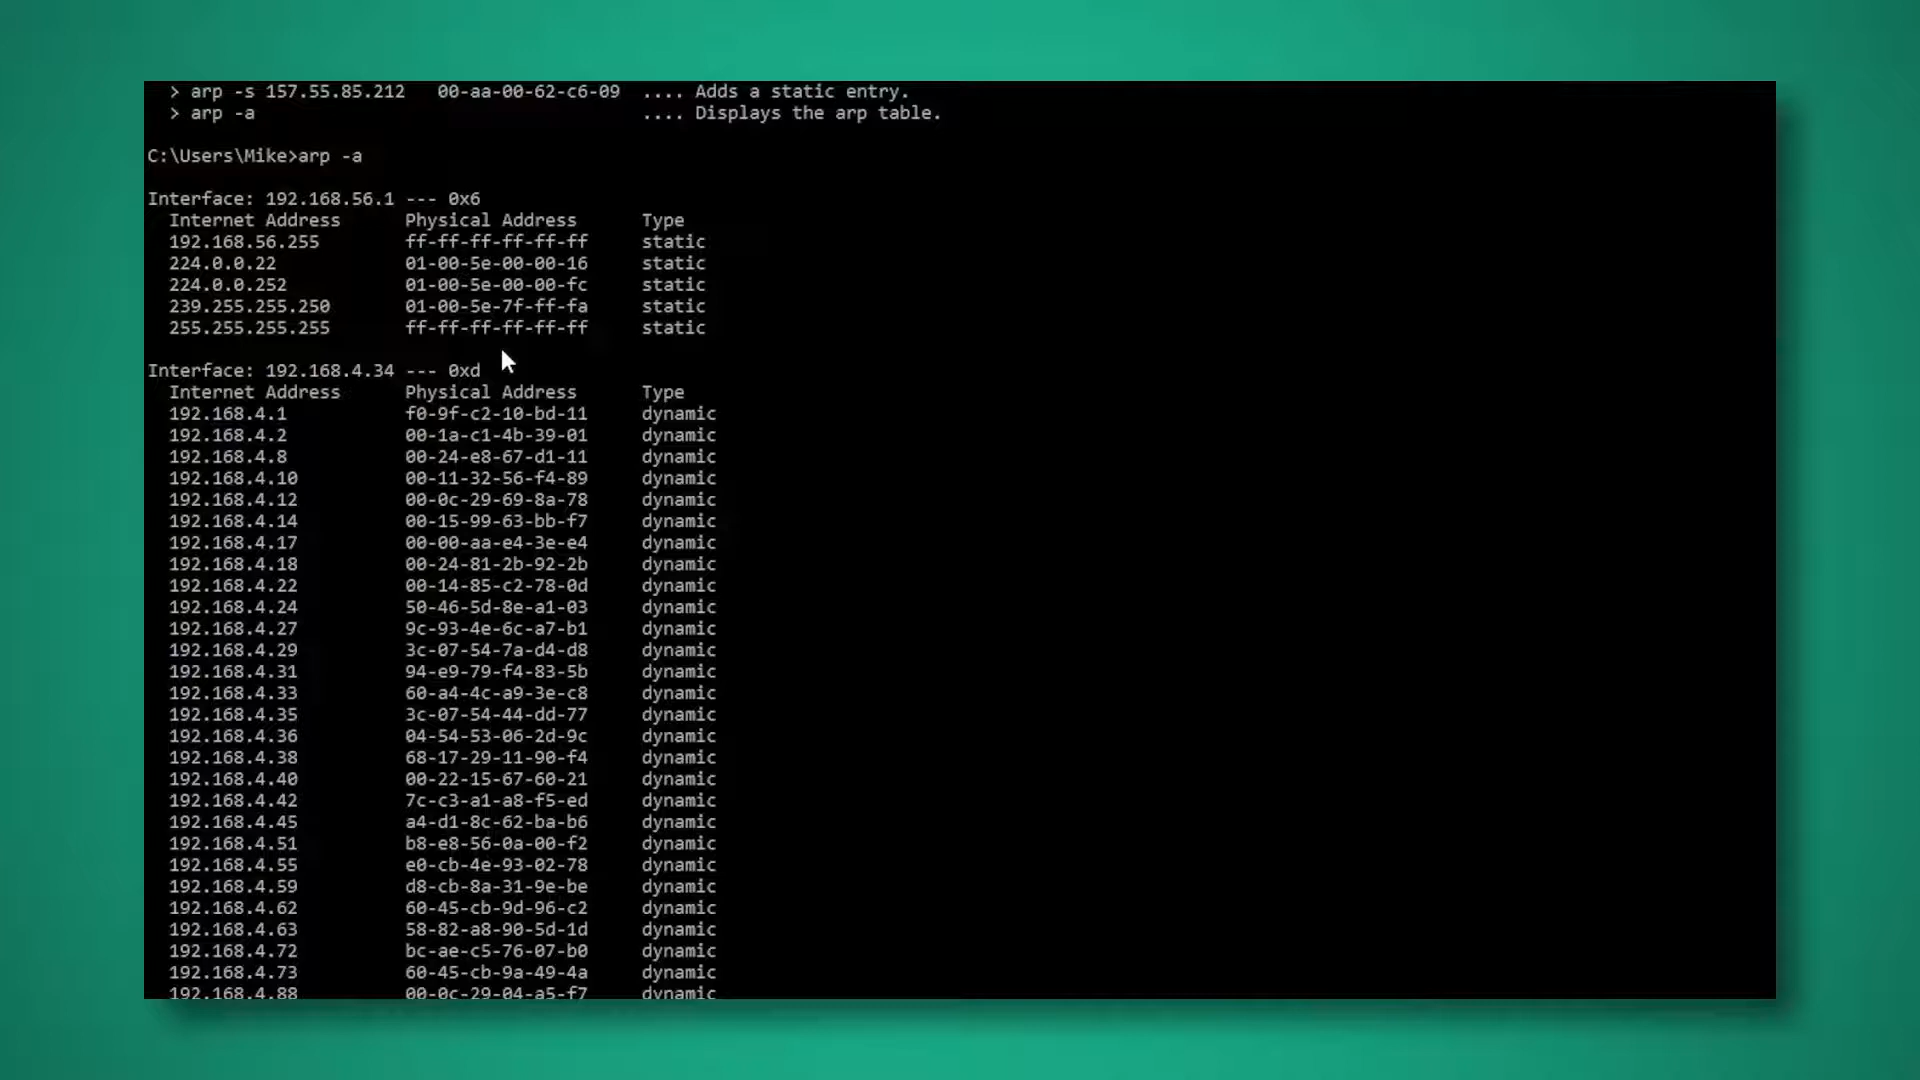 > arp -s 157.55.85.212   00-aa-00-62-c6-09  .... Adds a static entry.
> arp -a                                    .... Displays the arp table.
C:\Users\Mike>arp -a
Interface: 192.168.56.1 --- 0x6
Internet Address      Physical Address      Type
192.168.56.255        ff-ff-ff-ff-ff-ff     static
224.0.0.22            01-00-5e-00-00-16     static
224.0.0.252           01-00-5e-00-00-fc     static
239.255.255.250       01-00-5e-7f-ff-fa     static
255.255.255.255       ff-ff-ff-ff-ff-ff     static
Interface: 192.168.4.34 --- 0xd
Internet Address      Physical Address      Type
192.168.4.1           f0-9f-c2-10-bd-11     dynamic
192.168.4.2           00-1a-c1-4b-39-01     dynamic
192.168.4.8           00-24-e8-67-d1-11     dynamic
192.168.4.10          00-11-32-56-f4-89     dynamic
192.168.4.12          00-0c-29-69-8a-78     dynamic
192.168.4.14          00-15-99-63-bb-f7     dynamic
192.168.4.17          00-00-aa-e4-3e-e4     dynamic
192.168.4.18          00-24-81-2b-92-2b     dynamic
192.168.4.22          00-14-85-c2-78-0d     dynamic
192.168.4.24          50-46-5d-8e-a1-03     dynamic
192.168.4.27          9c-93-4e-6c-a7-b1     dynamic
192.168.4.29          3c-07-54-7a-d4-d8     dynamic
192.168.4.31          94-e9-79-f4-83-5b     dynamic
192.168.4.33          60-a4-4c-a9-3e-c8     dynamic
192.168.4.35          3c-07-54-44-dd-77     dynamic
192.168.4.36          04-54-53-06-2d-9c     dynamic
192.168.4.38          68-17-29-11-90-f4     dynamic
192.168.4.40          00-22-15-67-60-21     dynamic
192.168.4.42          7c-c3-a1-a8-f5-ed     dynamic
192.168.4.45          a4-d1-8c-62-ba-b6     dynamic
192.168.4.51          b8-e8-56-0a-00-f2     dynamic
192.168.4.55          e0-cb-4e-93-02-78     dynamic
192.168.4.59          d8-cb-8a-31-9e-be     dynamic
192.168.4.62          60-45-cb-9d-96-c2     dynamic
192.168.4.63          58-82-a8-90-5d-1d     dynamic
192.168.4.72          bc-ae-c5-76-07-b0     dynamic
192.168.4.73          60-45-cb-9a-49-4a     dynamic
192.168.4.88          00-0c-29-04-a5-f7     dynamic